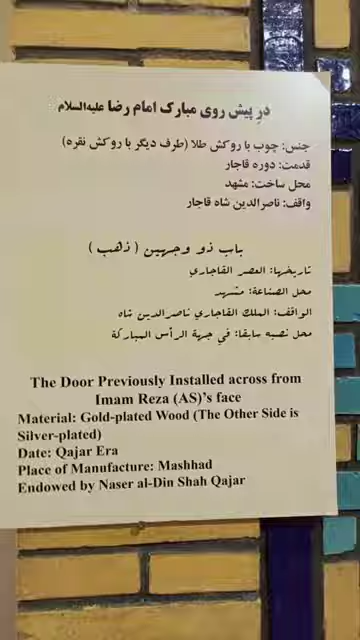 درِ پیش روی مبارک امام رضا علیه‌السلام
جنس: چوب با روکش طلا (طرف دیگر با روکش نقره)
قدمت: دوره قاجار
محل ساخت: مشهد
واقف: ناصرالدین شاه قاجار
باب ذو وجهين ( ذهب )
تاريخها: العصر القاجاري
محل الصناعة: مشهد
الواقف: الملك القاجاري ناصرالدين شاه
محل نصبه سابقا: في جهة الرأس المباركة
The Door Previously Installed across from
Imam Reza (AS)'s face
Material: Gold-plated Wood (The Other Side is
Silver-plated)
Date: Qajar Era
Place of Manufacture: Mashhad
Endowed by Naser al-Din Shah Qajar